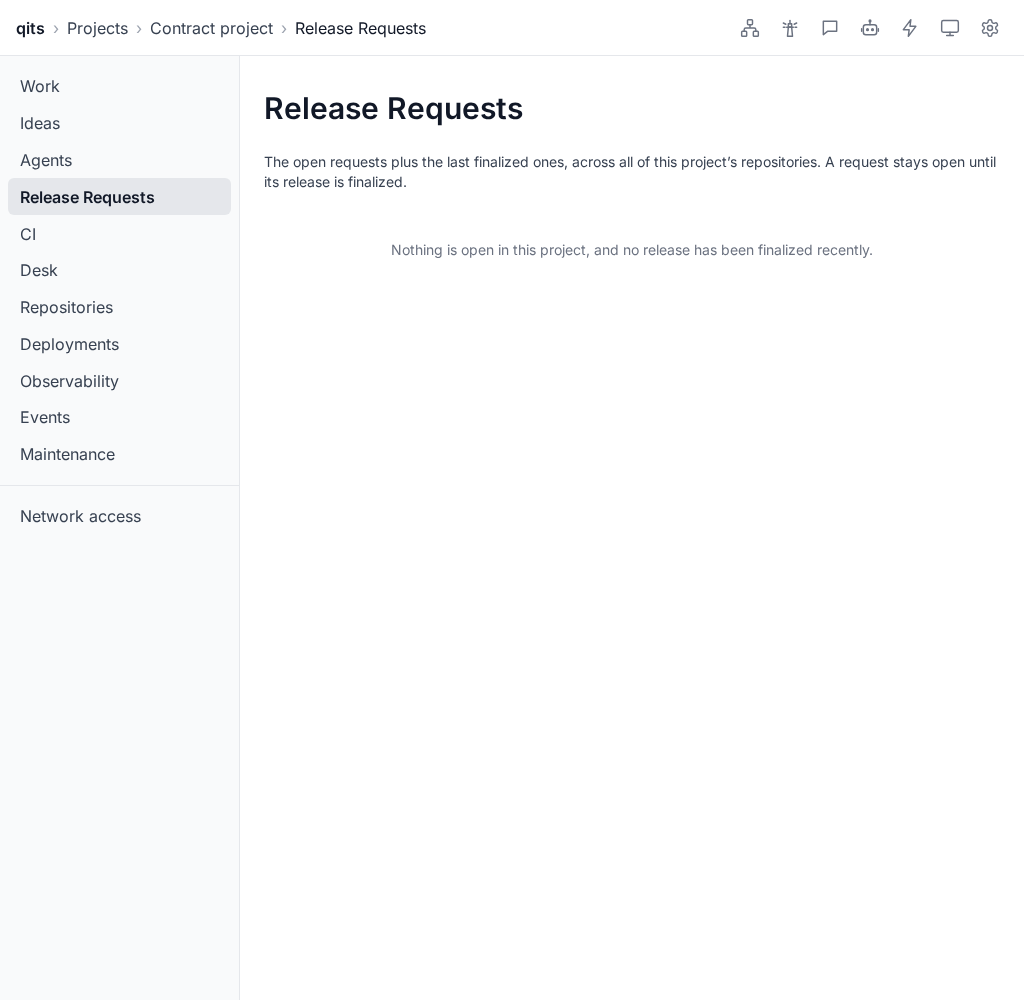 qits › Projects › Contract project › Release Requests
Work
Ideas
Agents
Release Requests
CI
Desk
Repositories
Deployments
Observability
Events
Maintenance
Network access
Release Requests
The open requests plus the last finalized ones, across all of this project’s repositories. A request stays open until
its release is finalized.
Nothing is open in this project, and no release has been finalized recently.